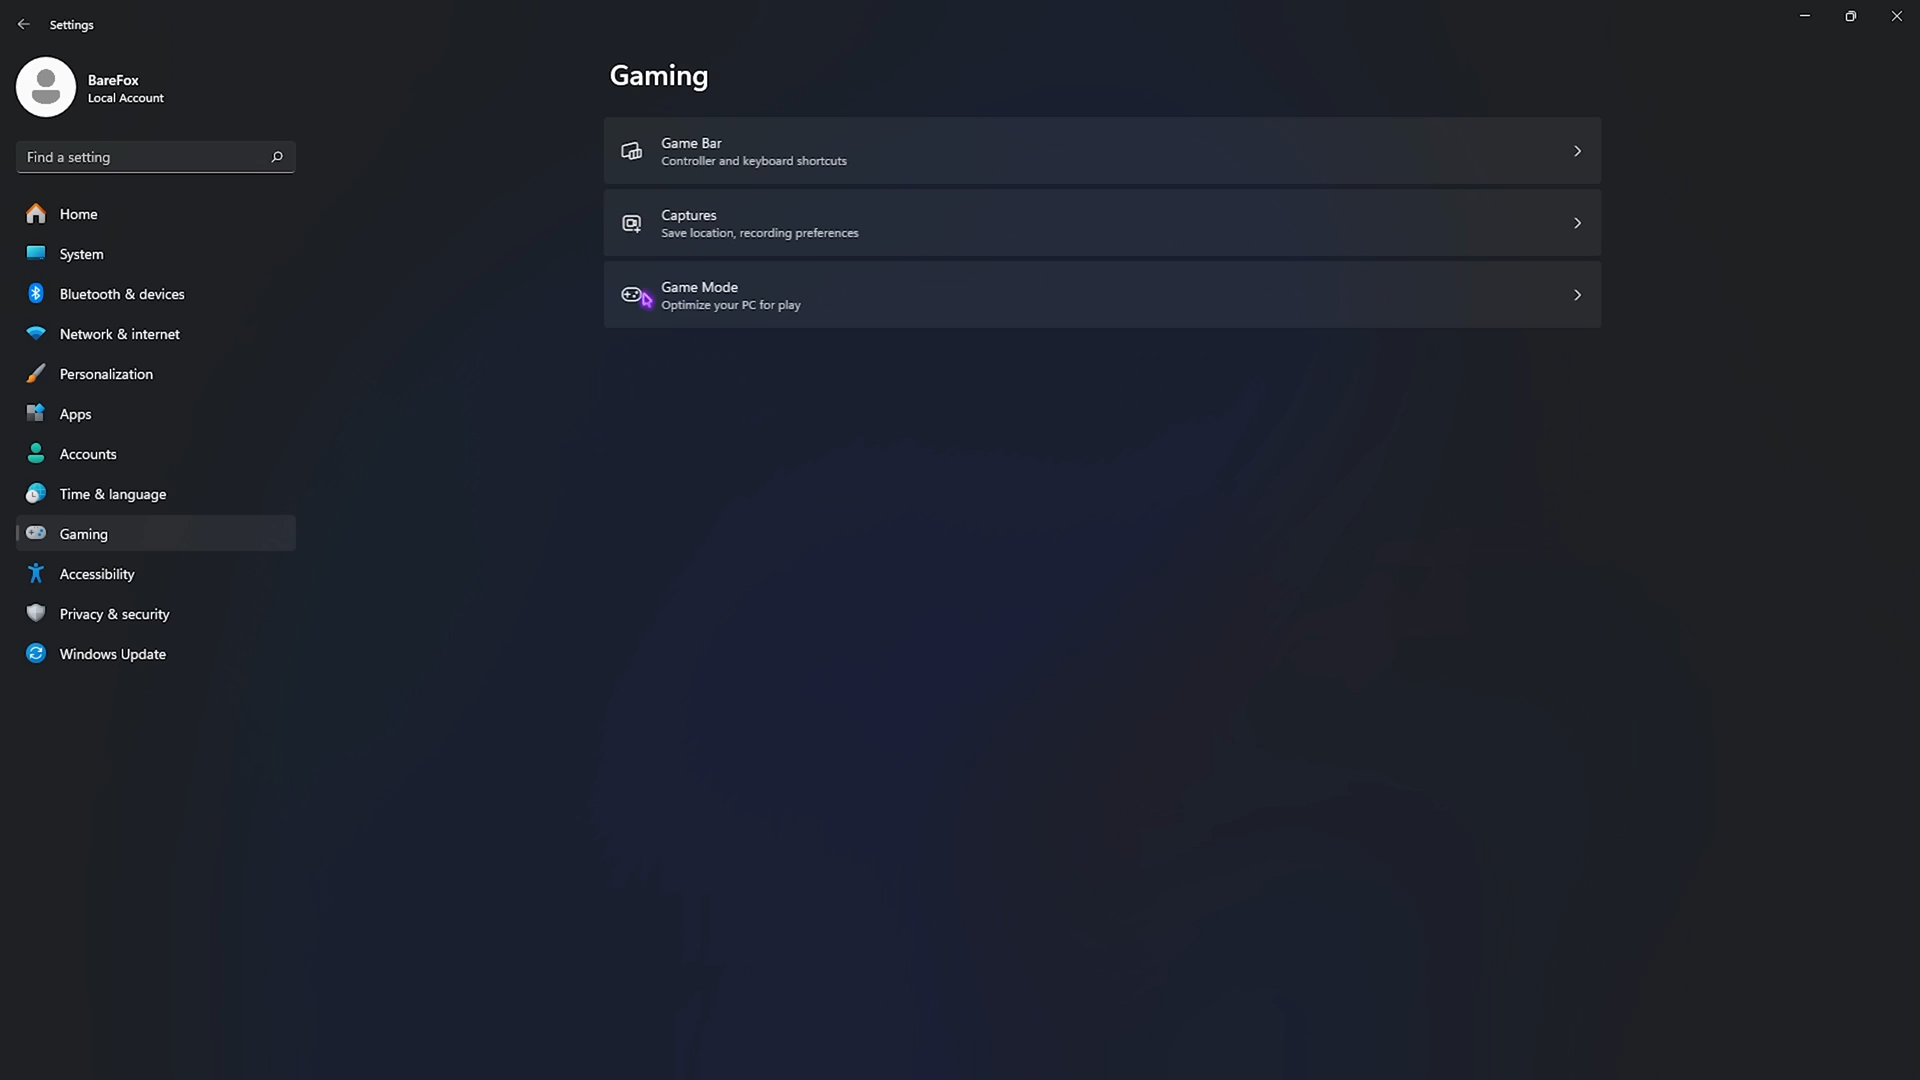 Settings
BareFox
Local Account
Find a setting
Home
System
Bluetooth & devices
Network & internet
Personalization
Apps
Accounts
Time & language
Gaming
Accessibility
Privacy & security
Windows Update
Gaming
Game Bar
Controller and keyboard shortcuts
Captures
Save location, recording preferences
Game Mode
Optimize your PC for play